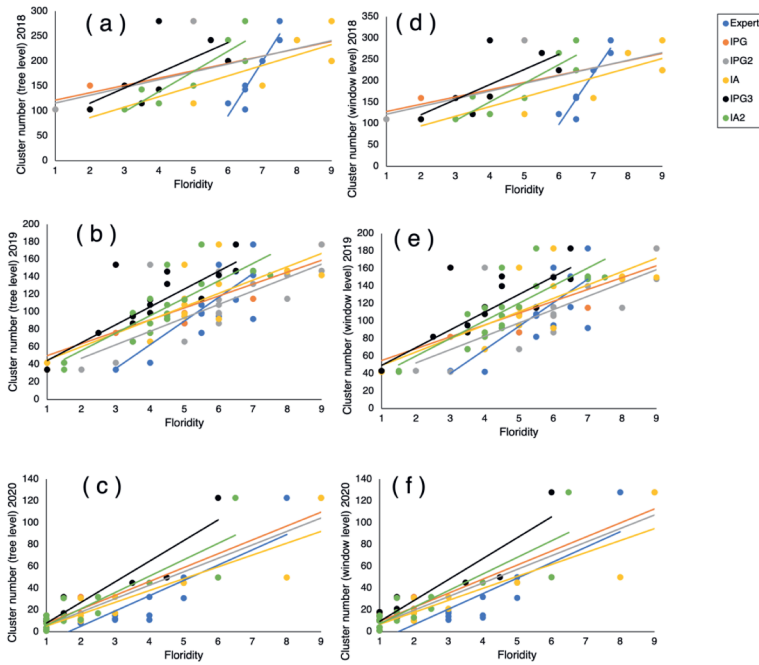 ( a )
Cluster number (tree level) 2018
300
250
200
150
100
50
0
1 2 3 4 5 6 7 8 9
Floridity
( d )
Cluster number (window level) 2018
350
300
250
200
150
100
50
0
1 2 3 4 5 6 7 8 9
Floridity
Expert
IPG
IPG2
IA
IPG3
IA2
( b )
Cluster number (tree level) 2019
200
180
160
140
120
100
80
60
40
20
0
1 2 3 4 5 6 7 8 9
Floridity
( e )
Cluster number (window level) 2019
200
180
160
140
120
100
80
60
40
20
0
1 2 3 4 5 6 7 8 9
Floridity
( c )
Cluster number (tree level) 2020
140
120
100
80
60
40
20
0
1 2 3 4 5 6 7 8 9
Floridity
( f )
Cluster number (window level) 2020
140
120
100
80
60
40
20
0
1 2 3 4 5 6 7 8 9
Floridity